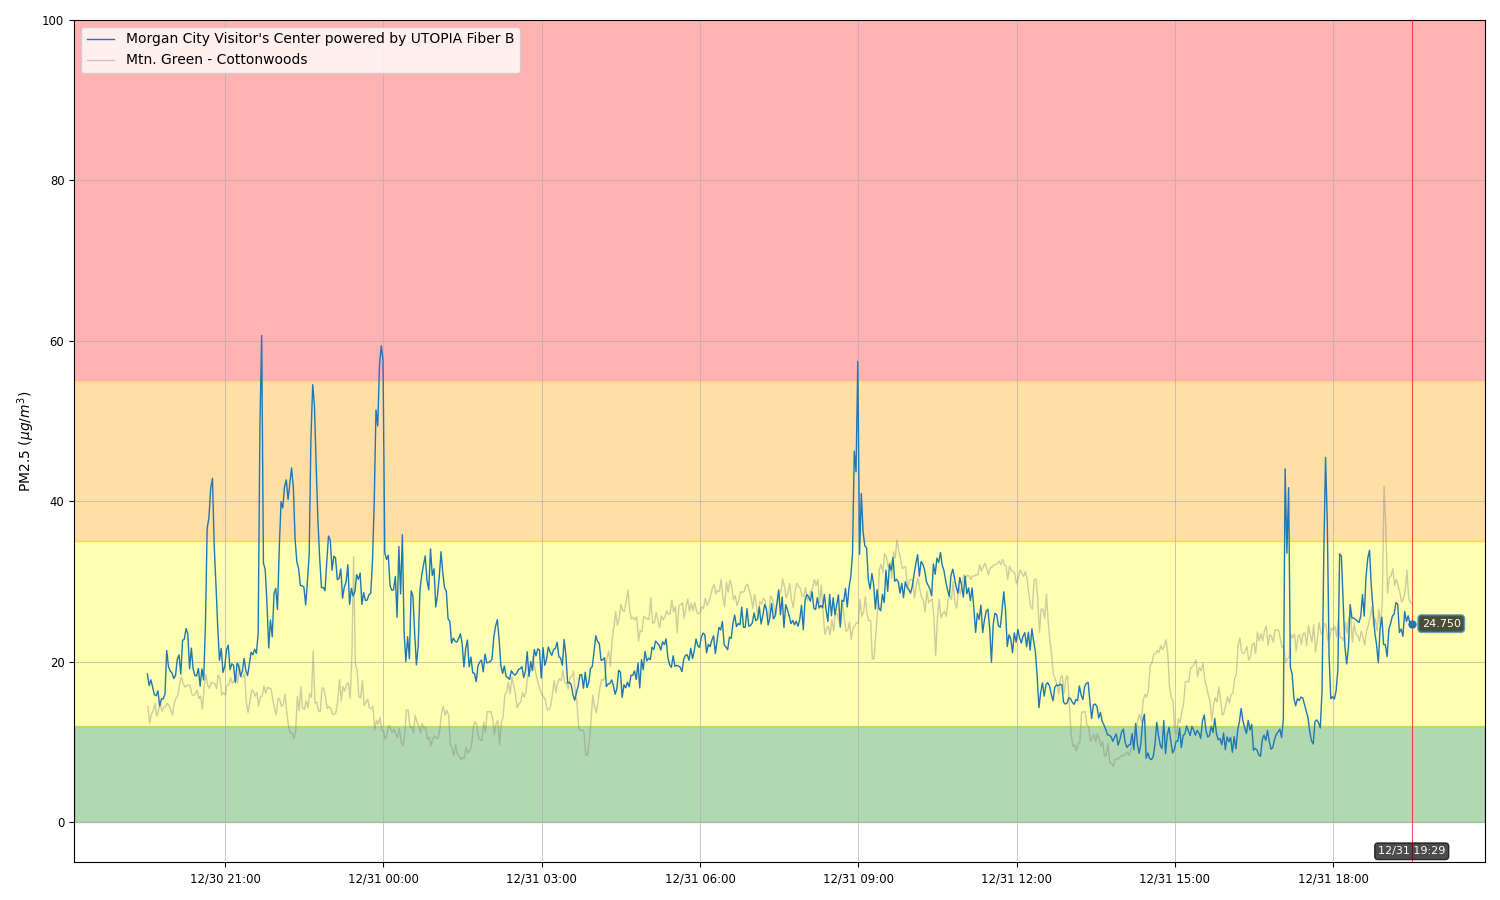 100
Morgan City Visitor's Center powered by UTOPIA Fiber B
Mtn. Green - Cottonwoods
80
60
PM2.5 (μg/m³)
40
24.750
20
0
12/31 19:29
12/30 21:00 12/31 00:00 12/31 03:00 12/31 06:00 12/31 09:00 12/31 12:00 12/31 15:00 12/31 18:00